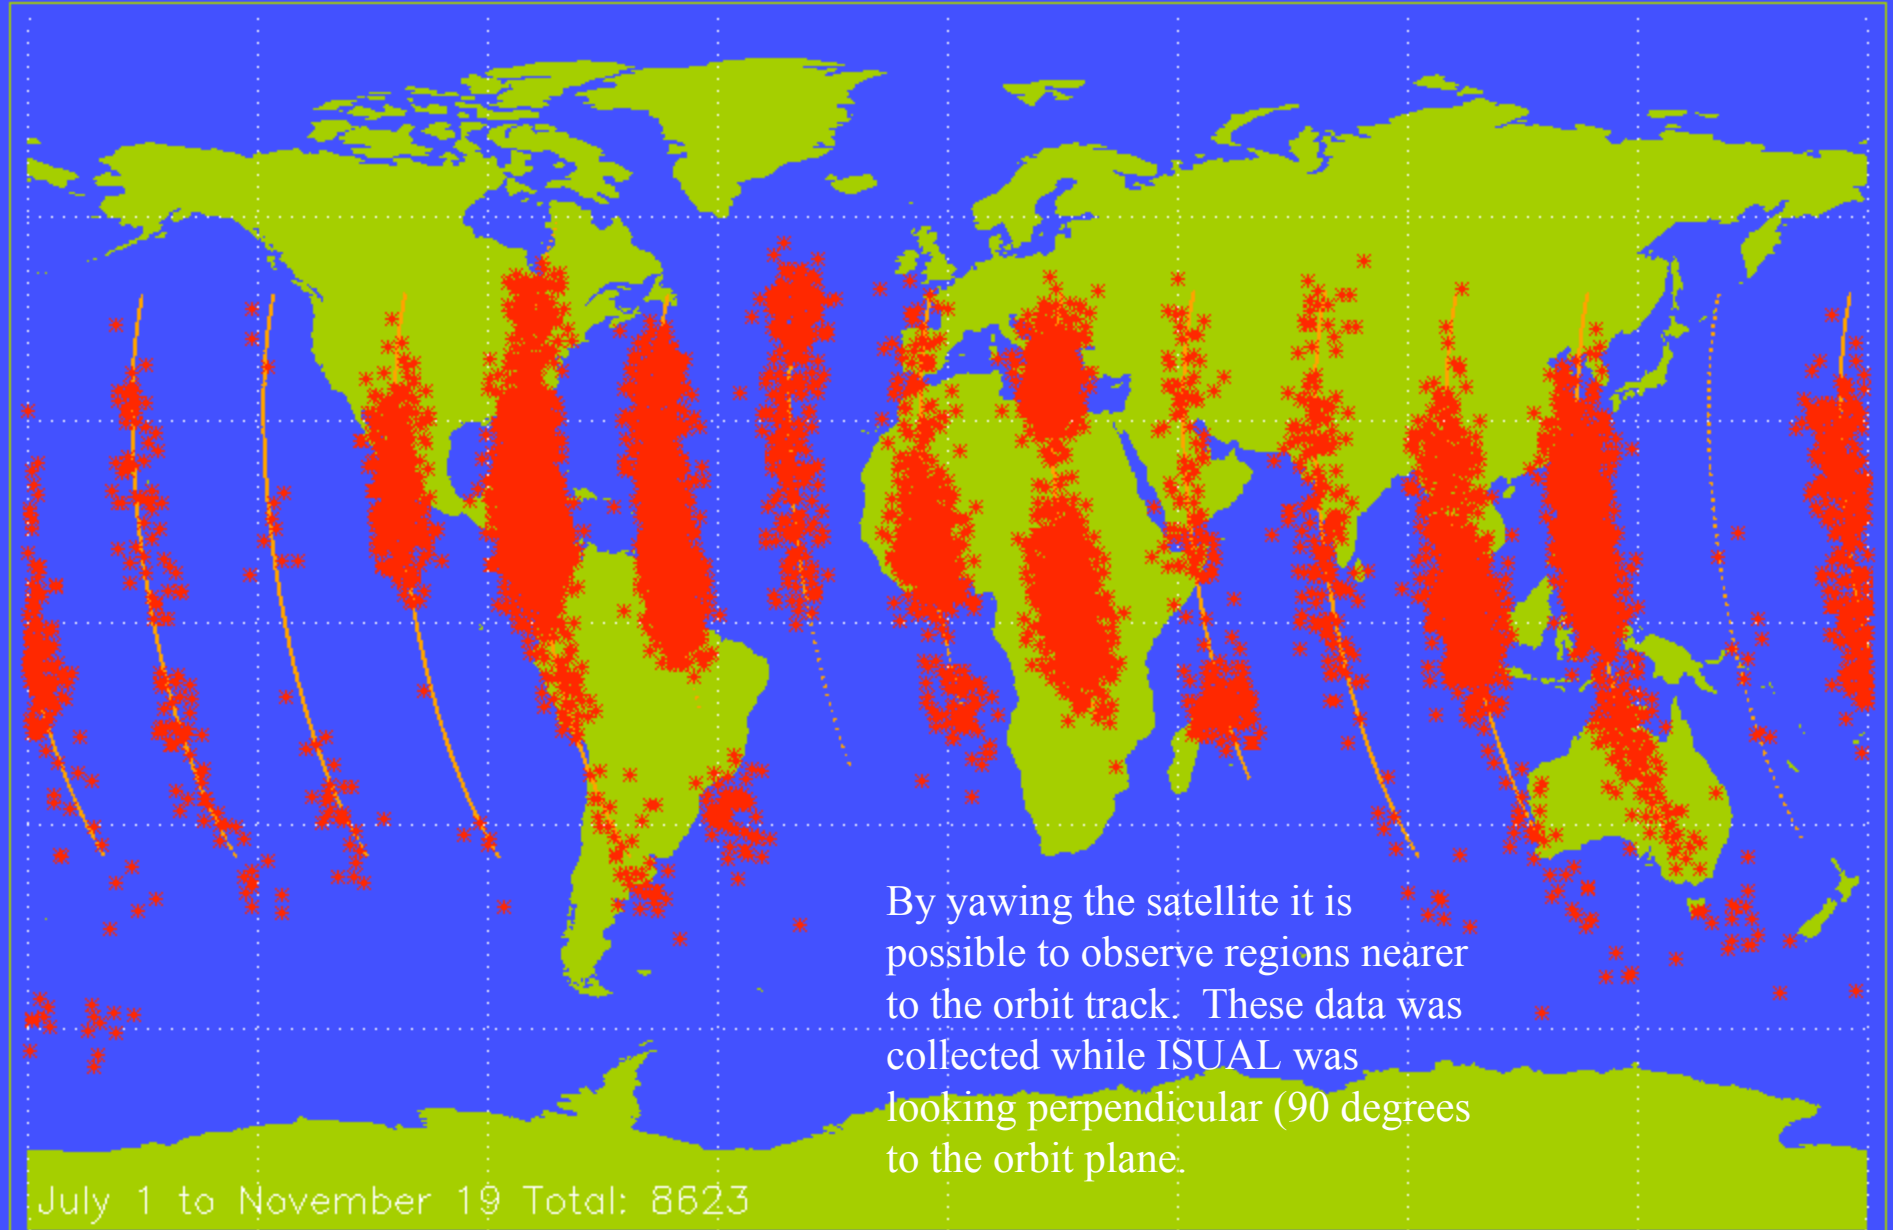 By yawing the satellite it is
possible to observe regions nearer
to the orbit track.  These data was
collected while ISUAL was
looking perpendicular (90 degrees
to the orbit plane.
July 1 to November 19 Total: 8623